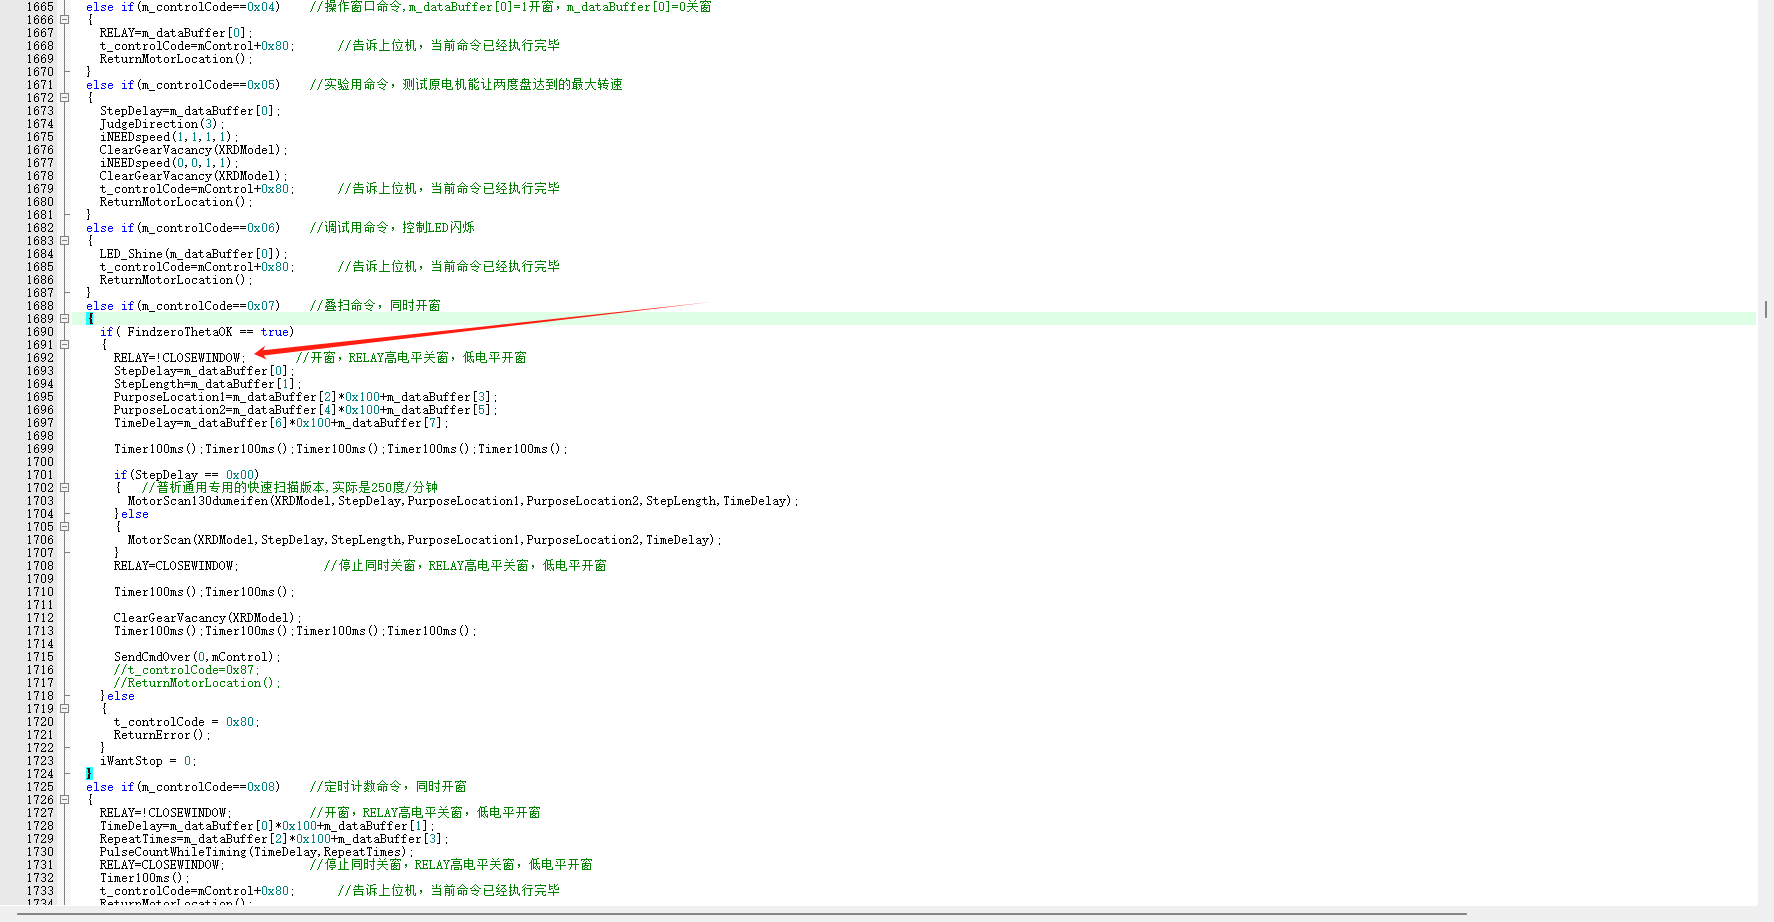 1665 else if(m_controlCode==0x04) //操作窗口命令,m_dataBuffer[0]=1开窗，m_dataBuffer[0]=0关窗
1666 {
1667 RELAY=m_dataBuffer[0];
1668 t_controlCode=mControl+0x80; //告诉上位机，当前命令已经执行完毕
1669 ReturnMotorLocation();
1670 }
1671 else if(m_controlCode==0x05) //实验用命令，测试原电机能让两度盘达到的最大转速
1672 {
1673 StepDelay=m_dataBuffer[0];
1674 JudgeDirection(3);
1675 iNEEDspeed(1,1,1,1);
1676 ClearGearVacancy(XRDModel);
1677 iNEEDspeed(0,0,1,1);
1678 ClearGearVacancy(XRDModel);
1679 t_controlCode=mControl+0x80; //告诉上位机，当前命令已经执行完毕
1680 ReturnMotorLocation();
1681 }
1682 else if(m_controlCode==0x06) //调试用命令，控制LED闪烁
1683 {
1684 LED_Shine(m_dataBuffer[0]);
1685 t_controlCode=mControl+0x80; //告诉上位机，当前命令已经执行完毕
1686 ReturnMotorLocation();
1687 }
1688 else if(m_controlCode==0x07) //叠扫命令，同时开窗
1689 {
1690 if( FindzeroThetaOK == true)
1691 {
1692 RELAY=!CLOSEWINDOW; //开窗，RELAY高电平关窗，低电平开窗
1693 StepDelay=m_dataBuffer[0];
1694 StepLength=m_dataBuffer[1];
1695 PurposeLocation1=m_dataBuffer[2]*0x100+m_dataBuffer[3];
1696 PurposeLocation2=m_dataBuffer[4]*0x100+m_dataBuffer[5];
1697 TimeDelay=m_dataBuffer[6]*0x100+m_dataBuffer[7];
1698
1699 Timer100ms();Timer100ms();Timer100ms();Timer100ms();Timer100ms();
1700
1701 if(StepDelay == 0x00)
1702 { //普析通用专用的快速扫描版本,实际是250度/分钟
1703 MotorScan130dumeifen(XRDModel,StepDelay,PurposeLocation1,PurposeLocation2,StepLength,TimeDelay);
1704 }else
1705 {
1706 MotorScan(XRDModel,StepDelay,StepLength,PurposeLocation1,PurposeLocation2,TimeDelay);
1707 }
1708 RELAY=CLOSEWINDOW; //停止同时关窗，RELAY高电平关窗，低电平开窗
1709
1710 Timer100ms();Timer100ms();
1711
1712 ClearGearVacancy(XRDModel);
1713 Timer100ms();Timer100ms();Timer100ms();Timer100ms();
1714
1715 SendCmdOver(0,mControl);
1716 //t_controlCode=0x87;
1717 //ReturnMotorLocation();
1718 }else
1719 {
1720 t_controlCode = 0x80;
1721 ReturnError();
1722 }
1723 iWantStop = 0;
1724 }
1725 else if(m_controlCode==0x08) //定时计数命令，同时开窗
1726 {
1727 RELAY=!CLOSEWINDOW; //开窗，RELAY高电平关窗，低电平开窗
1728 TimeDelay=m_dataBuffer[0]*0x100+m_dataBuffer[1];
1729 RepeatTimes=m_dataBuffer[2]*0x100+m_dataBuffer[3];
1730 PulseCountWhileTiming(TimeDelay,RepeatTimes);
1731 RELAY=CLOSEWINDOW; //停止同时关窗，RELAY高电平关窗，低电平开窗
1732 Timer100ms();
1733 t_controlCode=mControl+0x80; //告诉上位机，当前命令已经执行完毕
1734 ReturnMotorLocation();